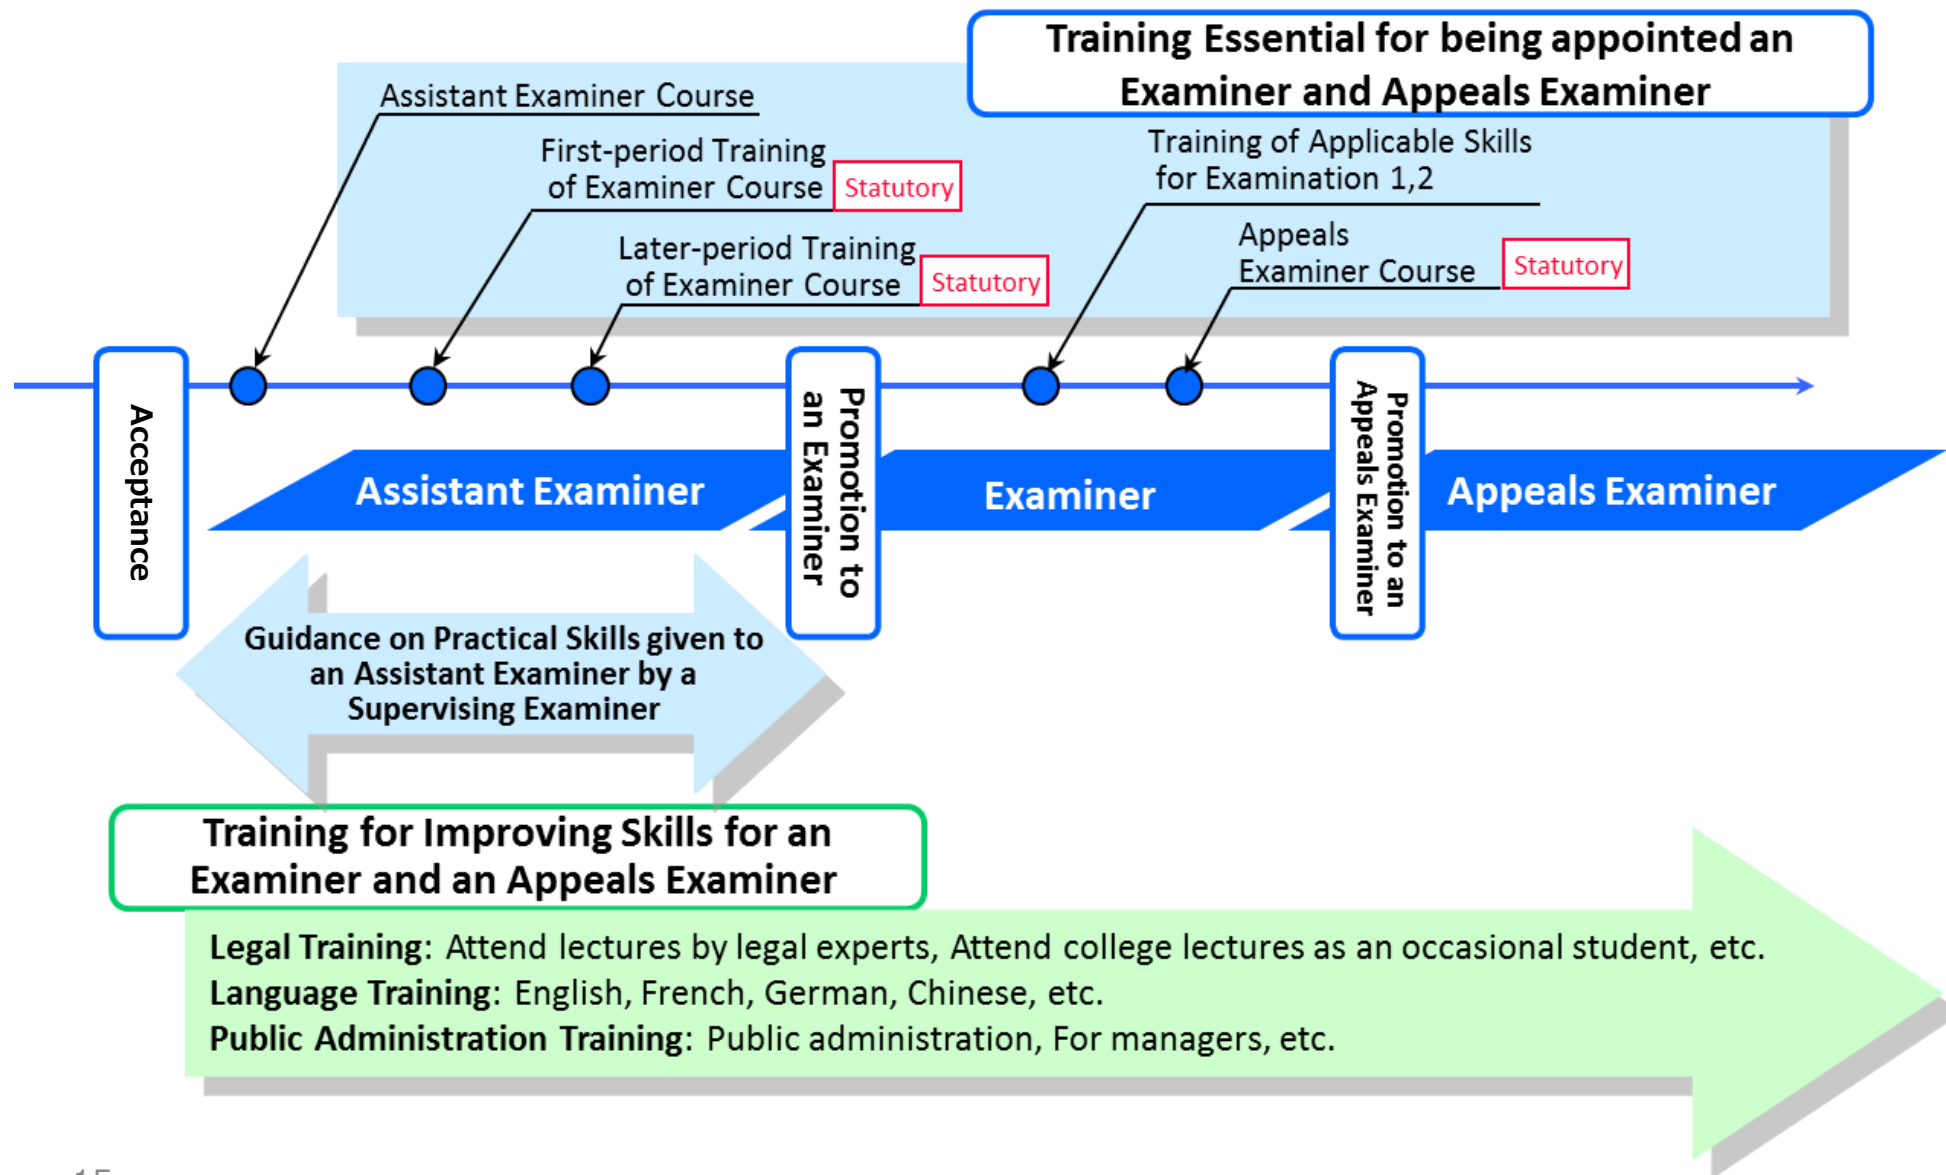 Training Essential for being appointed an
Examiner and Appeals Examiner
Assistant Examiner Course
First-period Training
of Examiner Course
Statutory
Later-period Training
of Examiner Course
Statutory
Training of Applicable Skills
for Examination 1,2
Appeals
Examiner Course
Statutory
Acceptance
Promotion to
an Examiner
Promotion to an
Appeals Examiner
Assistant Examiner
Examiner
Appeals Examiner
Guidance on Practical Skills given to
an Assistant Examiner by a
Supervising Examiner
Training for Improving Skills for an
Examiner and an Appeals Examiner
Legal Training: Attend lectures by legal experts, Attend college lectures as an occasional student, etc.
Language Training: English, French, German, Chinese, etc.
Public Administration Training: Public administration, For managers, etc.